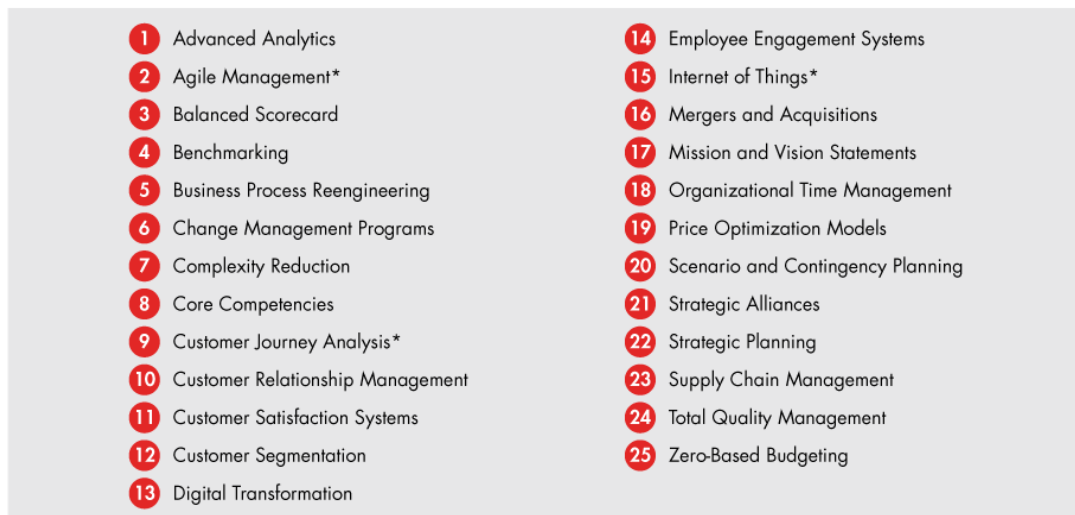 1 Advanced Analytics
2 Agile Management*
3 Balanced Scorecard
4 Benchmarking
5 Business Process Reengineering
6 Change Management Programs
7 Complexity Reduction
8 Core Competencies
9 Customer Journey Analysis*
10 Customer Relationship Management
11 Customer Satisfaction Systems
12 Customer Segmentation
13 Digital Transformation
14 Employee Engagement Systems
15 Internet of Things*
16 Mergers and Acquisitions
17 Mission and Vision Statements
18 Organizational Time Management
19 Price Optimization Models
20 Scenario and Contingency Planning
21 Strategic Alliances
22 Strategic Planning
23 Supply Chain Management
24 Total Quality Management
25 Zero-Based Budgeting